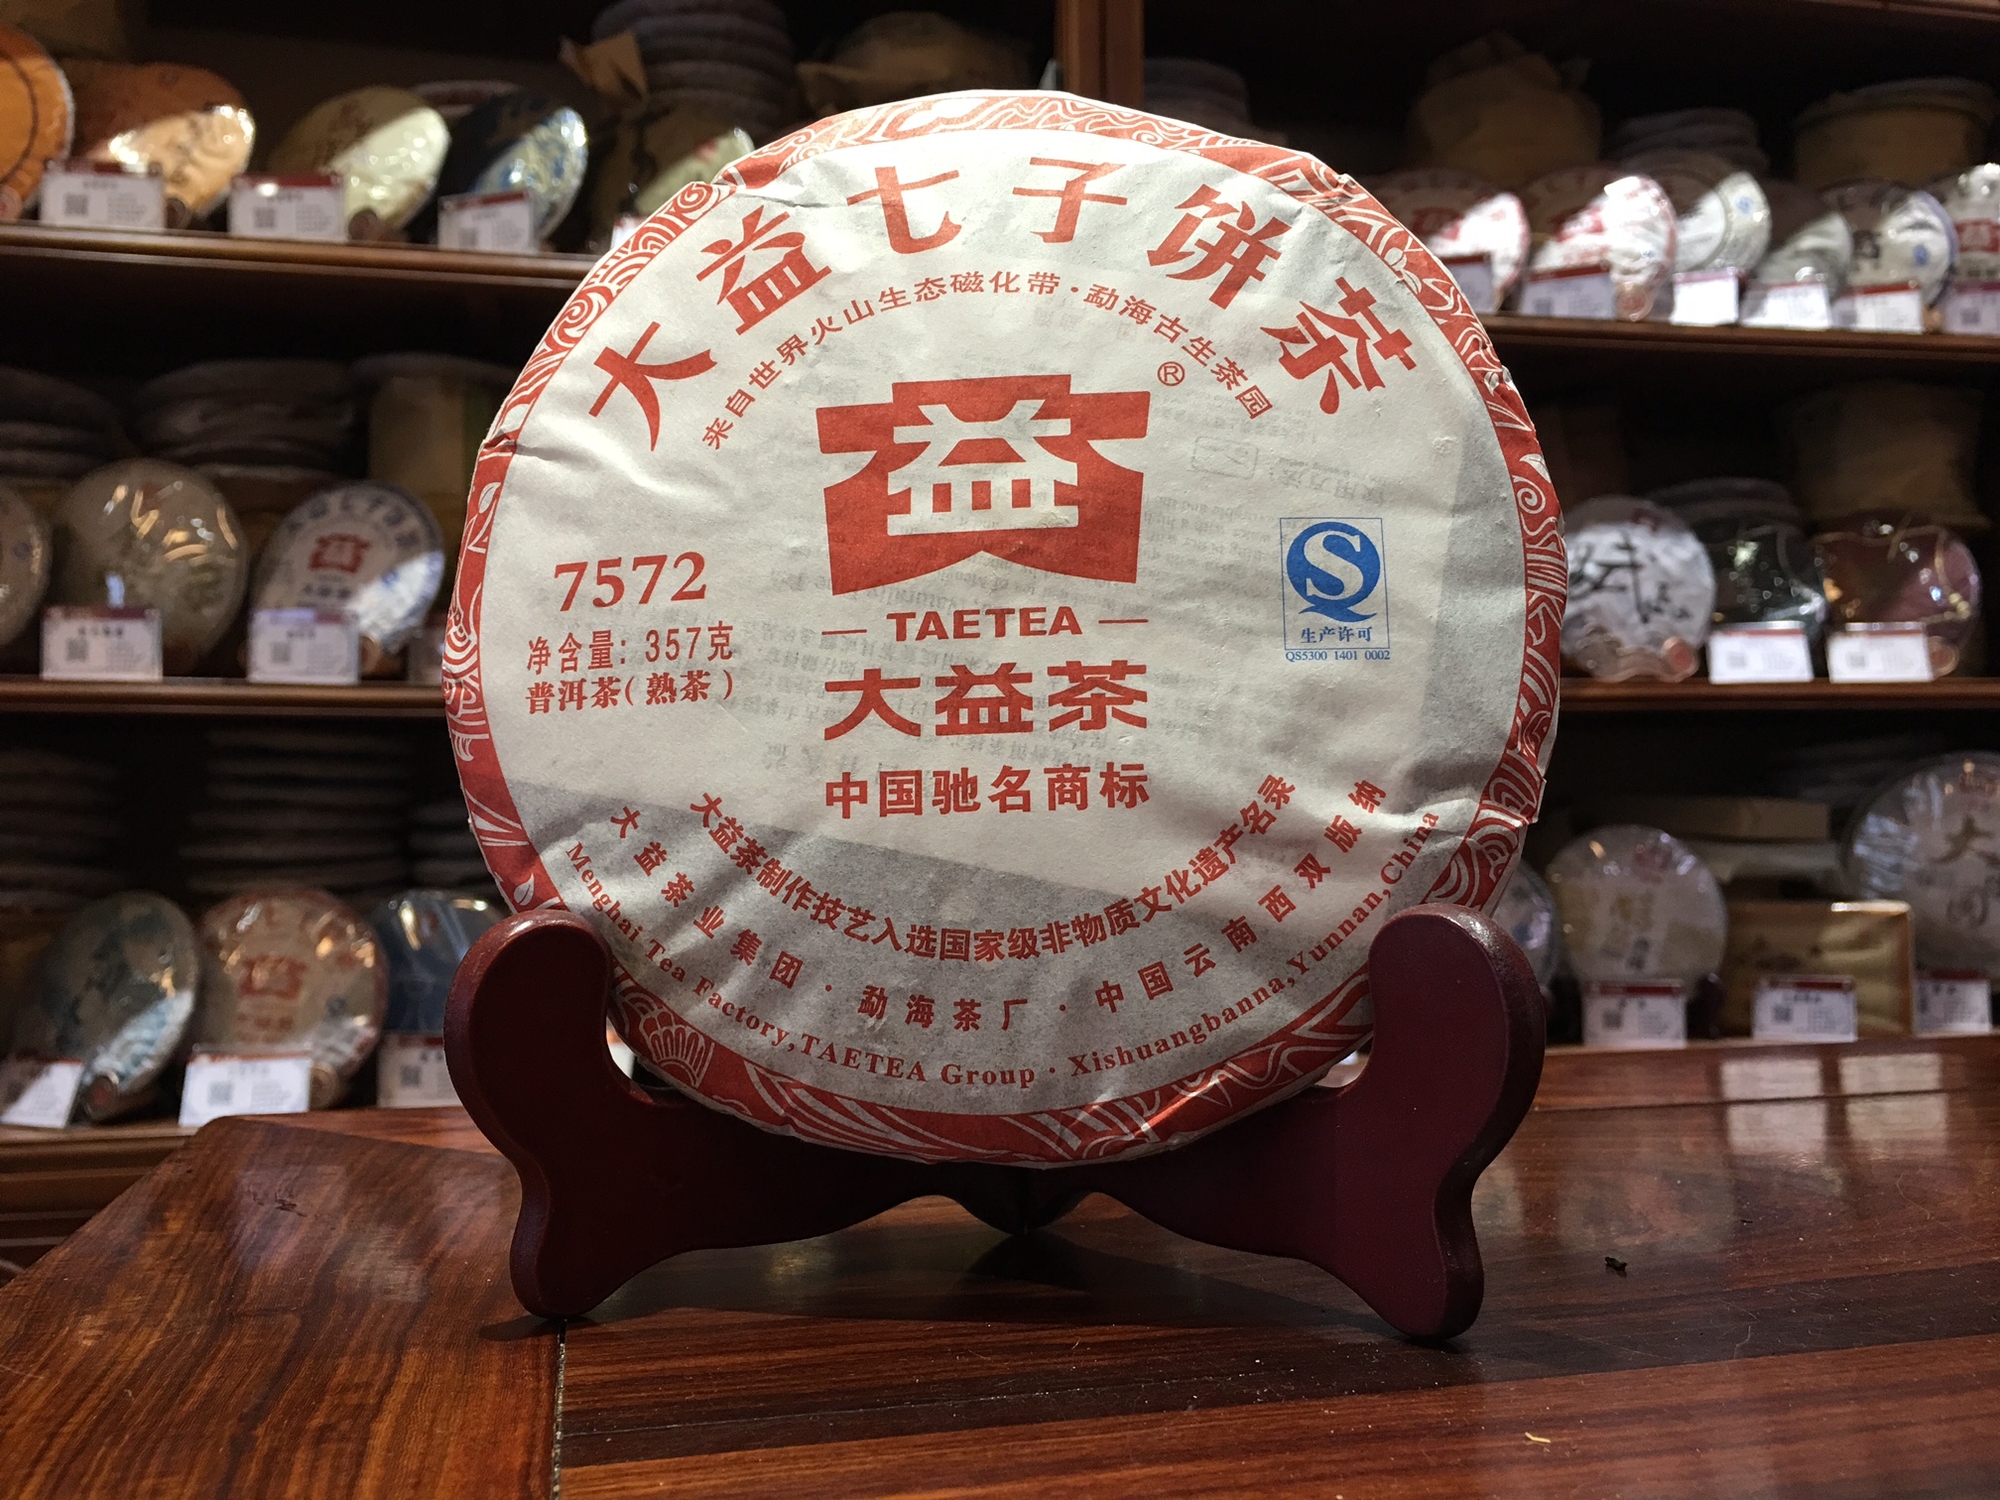 大益七子饼茶
来自世界火山生态磁化带·勐海古生茶园
益
®
TAETEA
大益茶
中国驰名商标
7572
净含量：357克
普洱茶（熟茶）
S
生产许可
QS5300 1401 0002
大益茶制作技艺入选国家级非物质文化遗产名录
大益茶业集团·勐海茶厂·中国云南西双版纳
Menghai Tea Factory,TAETEA Group · Xishuangbanna,Yunnan,China